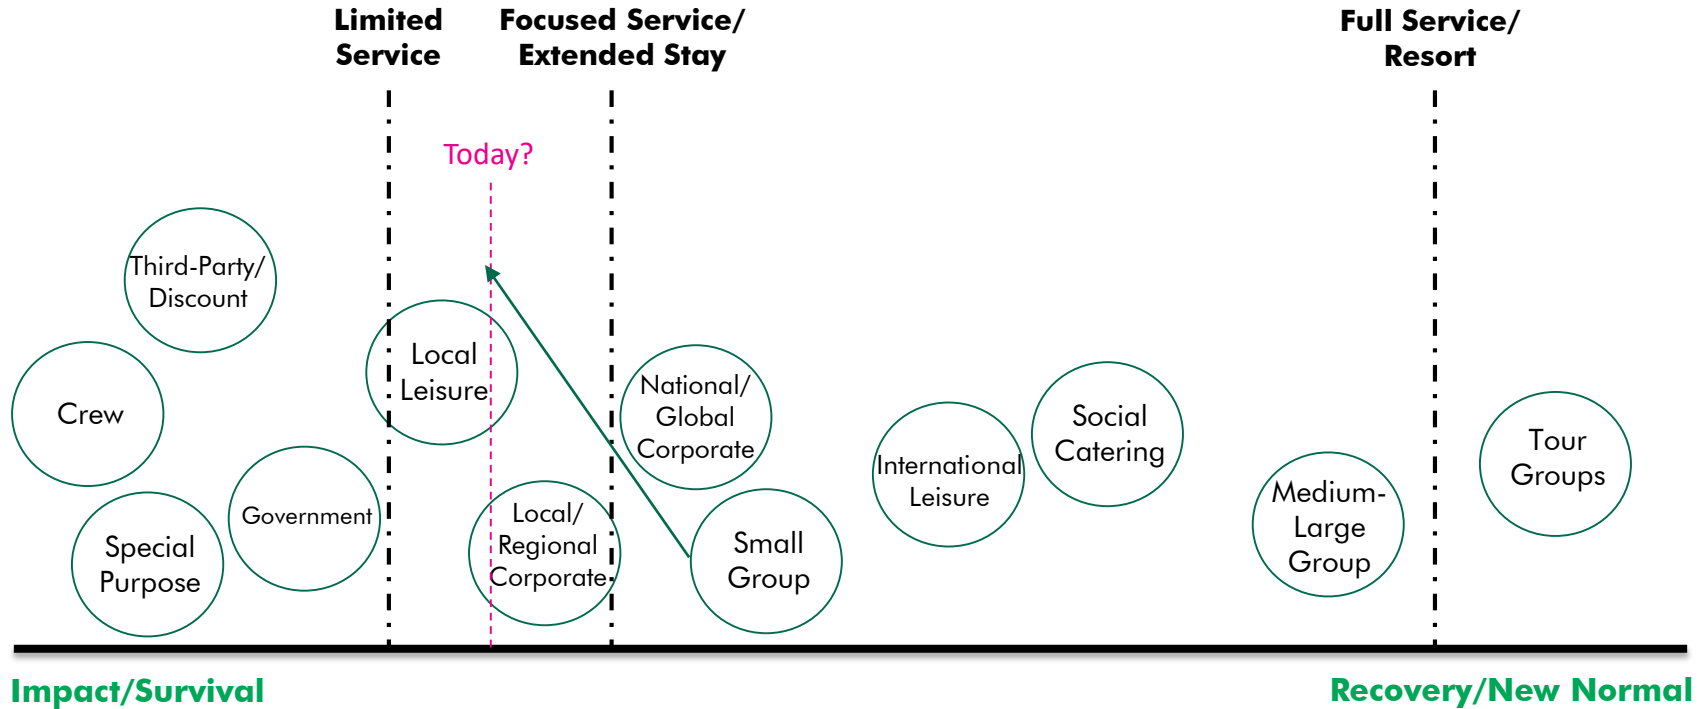 Limited
Service
Focused Service/
Extended Stay
Full Service/
Resort
Today?
Third-Party/
Discount
Crew
Special
Purpose
Government
Local
Leisure
Local/
Regional
Corporate
National/
Global
Corporate
Small
Group
International
Leisure
Social
Catering
Medium-
Large
Group
Tour
Groups
Impact/Survival
Recovery/New Normal